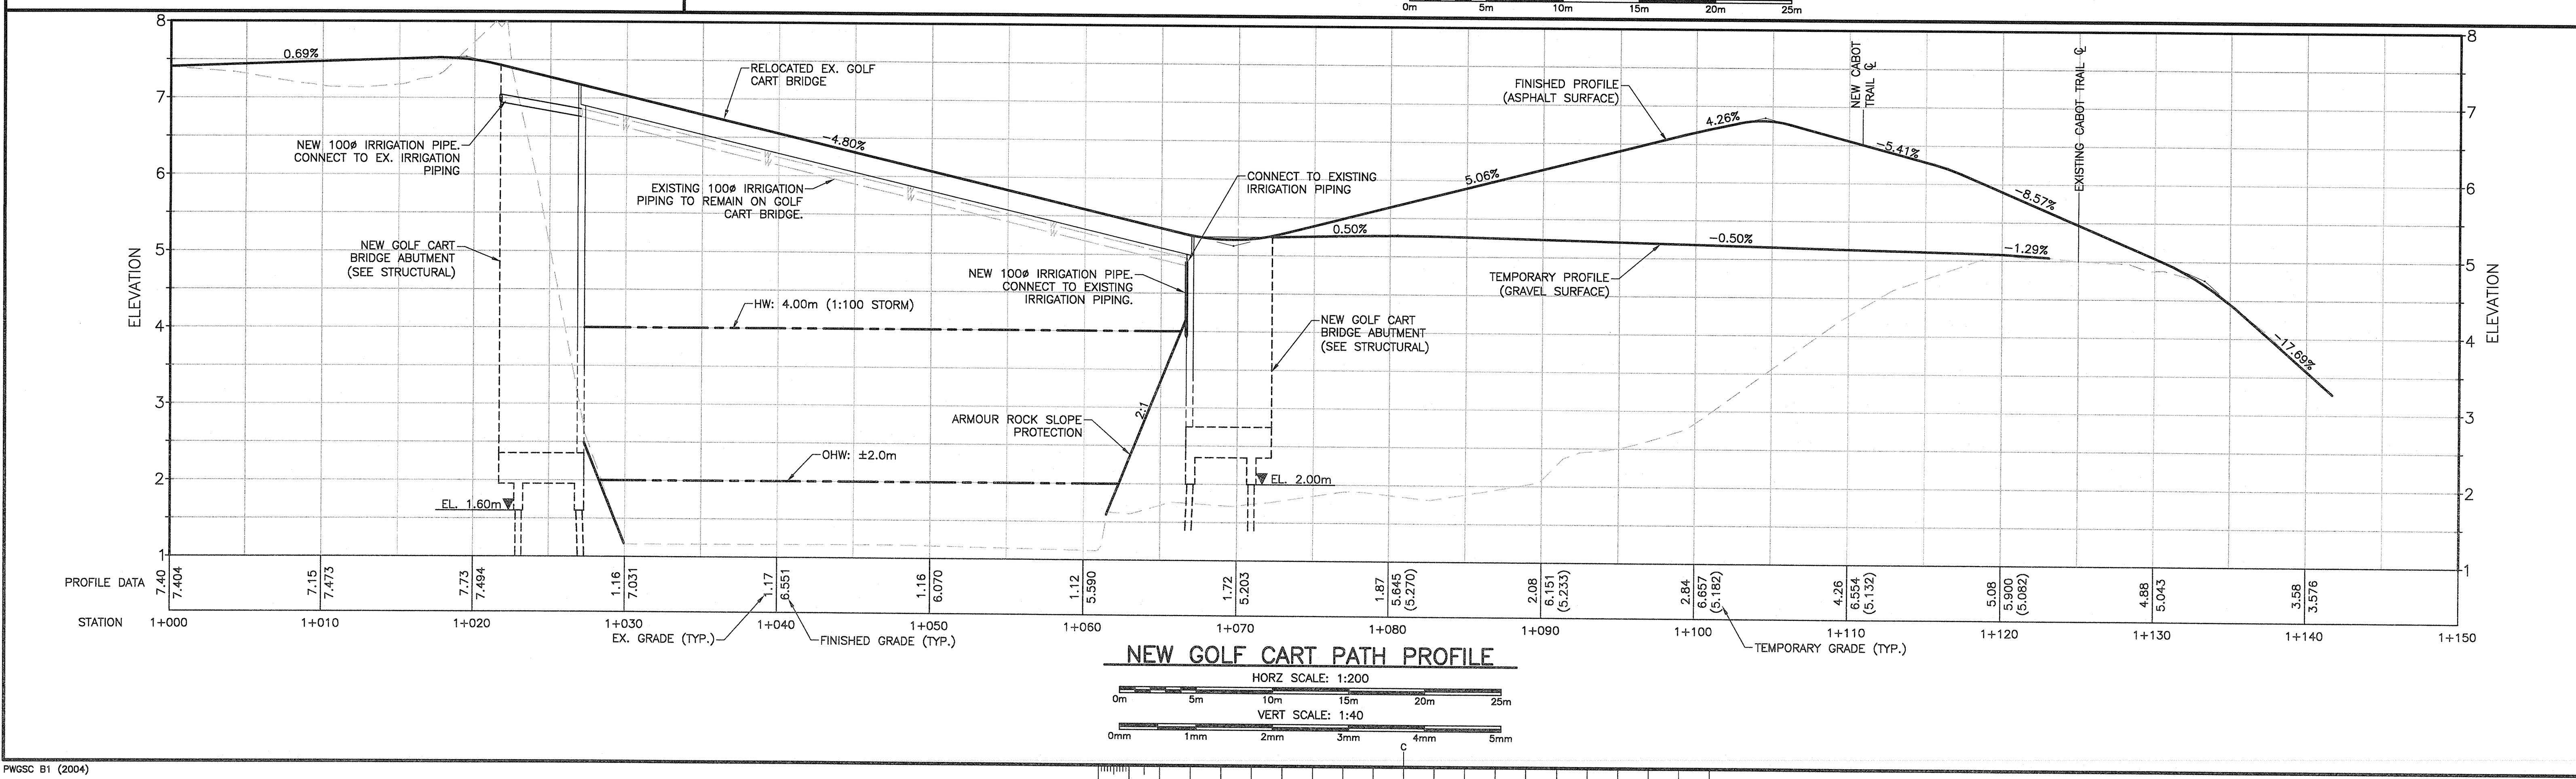 0m 5m 10m 15m 20m 25m
8
7
6
5
4
3
2
1
ELEVATION
0.69%
RELOCATED EX. GOLF
CART BRIDGE
-4.80%
NEW 100ø IRRIGATION PIPE.
CONNECT TO EX. IRRIGATION
PIPING
EXISTING 100ø IRRIGATION
PIPING TO REMAIN ON GOLF
CART BRIDGE.
W
W
W
W
W
NEW GOLF CART
BRIDGE ABUTMENT
(SEE STRUCTURAL)
HW: 4.00m (1:100 STORM)
OHW: ±2.0m
EL. 1.60m
ARMOUR ROCK SLOPE
PROTECTION
2:1
CONNECT TO EXISTING
IRRIGATION PIPING
NEW 100ø IRRIGATION PIPE.
CONNECT TO EXISTING
IRRIGATION PIPING.
NEW GOLF CART
BRIDGE ABUTMENT
(SEE STRUCTURAL)
EL. 2.00m
FINISHED PROFILE
(ASPHALT SURFACE)
5.06%
4.26%
0.50%
-0.50%
-1.29%
TEMPORARY PROFILE
(GRAVEL SURFACE)
NEW CABOT
TRAIL ℄
-5.41%
-8.57%
EXISTING CABOT TRAIL ℄
-17.69%
8
7
6
5
4
3
2
1
ELEVATION
PROFILE DATA
7.40
7.404
7.15
7.473
7.73
7.494
1.16
7.031
1.17
6.551
1.16
6.070
1.12
5.590
1.72
5.203
1.87
5.645
(5.270)
2.08
6.151
(5.233)
2.84
6.657
(5.182)
4.26
6.554
(5.132)
5.08
5.900
(5.082)
4.88
5.043
3.58
3.576
STATION 1+000 1+010 1+020 1+030 1+040 1+050 1+060 1+070 1+080 1+090 1+100 1+110 1+120 1+130 1+140 1+150
EX. GRADE (TYP.)
FINISHED GRADE (TYP.)
TEMPORARY GRADE (TYP.)
NEW GOLF CART PATH PROFILE
HORZ SCALE: 1:200
0m 5m 10m 15m 20m 25m
VERT SCALE: 1:40
0mm 1mm 2mm 3mm 4mm 5mm
C
PWGSC B1 (2004)